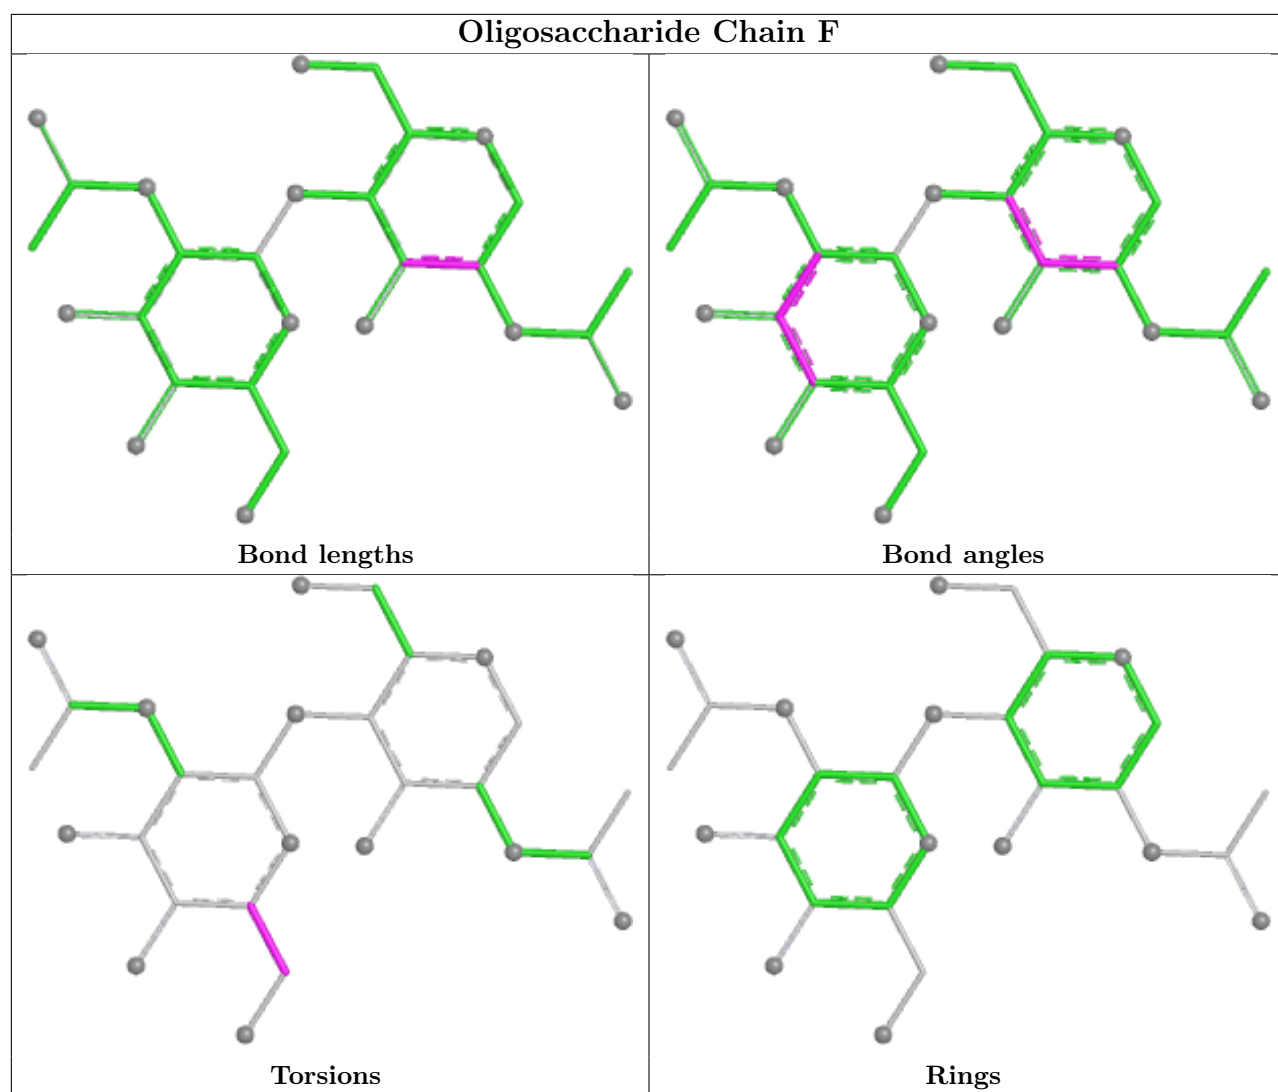 Oligosaccharide Chain F
Bond lengths
Bond angles
Torsions
Rings